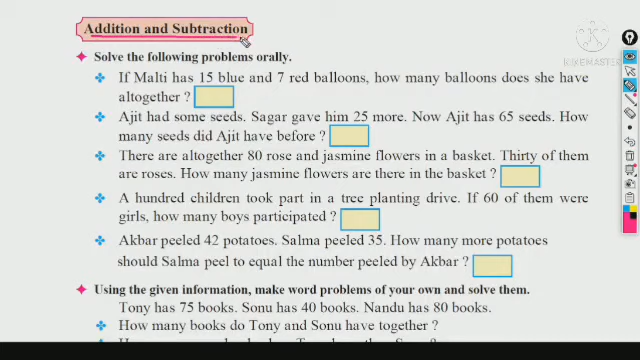 Addition and Subtraction
Solve the following problems orally.
If Malti has 15 blue and 7 red balloons, how many balloons does she have
altogether ?
Ajit had some seeds. Sagar gave him 25 more. Now Ajit has 65 seeds. How
many seeds did Ajit have before ?
There are altogether 80 rose and jasmine flowers in a basket. Thirty of them
are roses. How many jasmine flowers are there in the basket ?
A hundred children took part in a tree planting drive. If 60 of them were
girls, how many boys participated ?
Akbar peeled 42 potatoes. Salma peeled 35. How many more potatoes
should Salma peel to equal the number peeled by Akbar ?
Using the given information, make word problems of your own and solve them.
Tony has 75 books. Sonu has 40 books. Nandu has 80 books.
How many books do Tony and Sonu have together ?
KINEMASTER